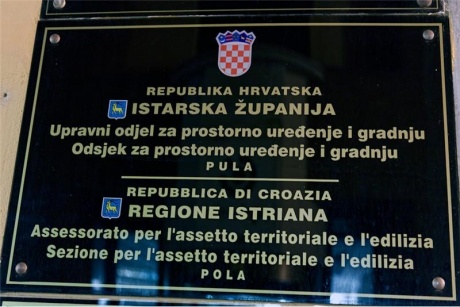 REPUBLIKA HRVATSKA
ISTARSKA ŽUPANIJA
Upravni odjel za prostorno uređenje i gradnju
Odsjek za prostorno uređenje i gradnju
PULA
REPUBBLICA DI CROAZIA
REGIONE ISTRIANA
Assessorato per l'assetto territoriale e l'edilizia
Sezione per l'assetto territoriale e l'edilizia
POLA